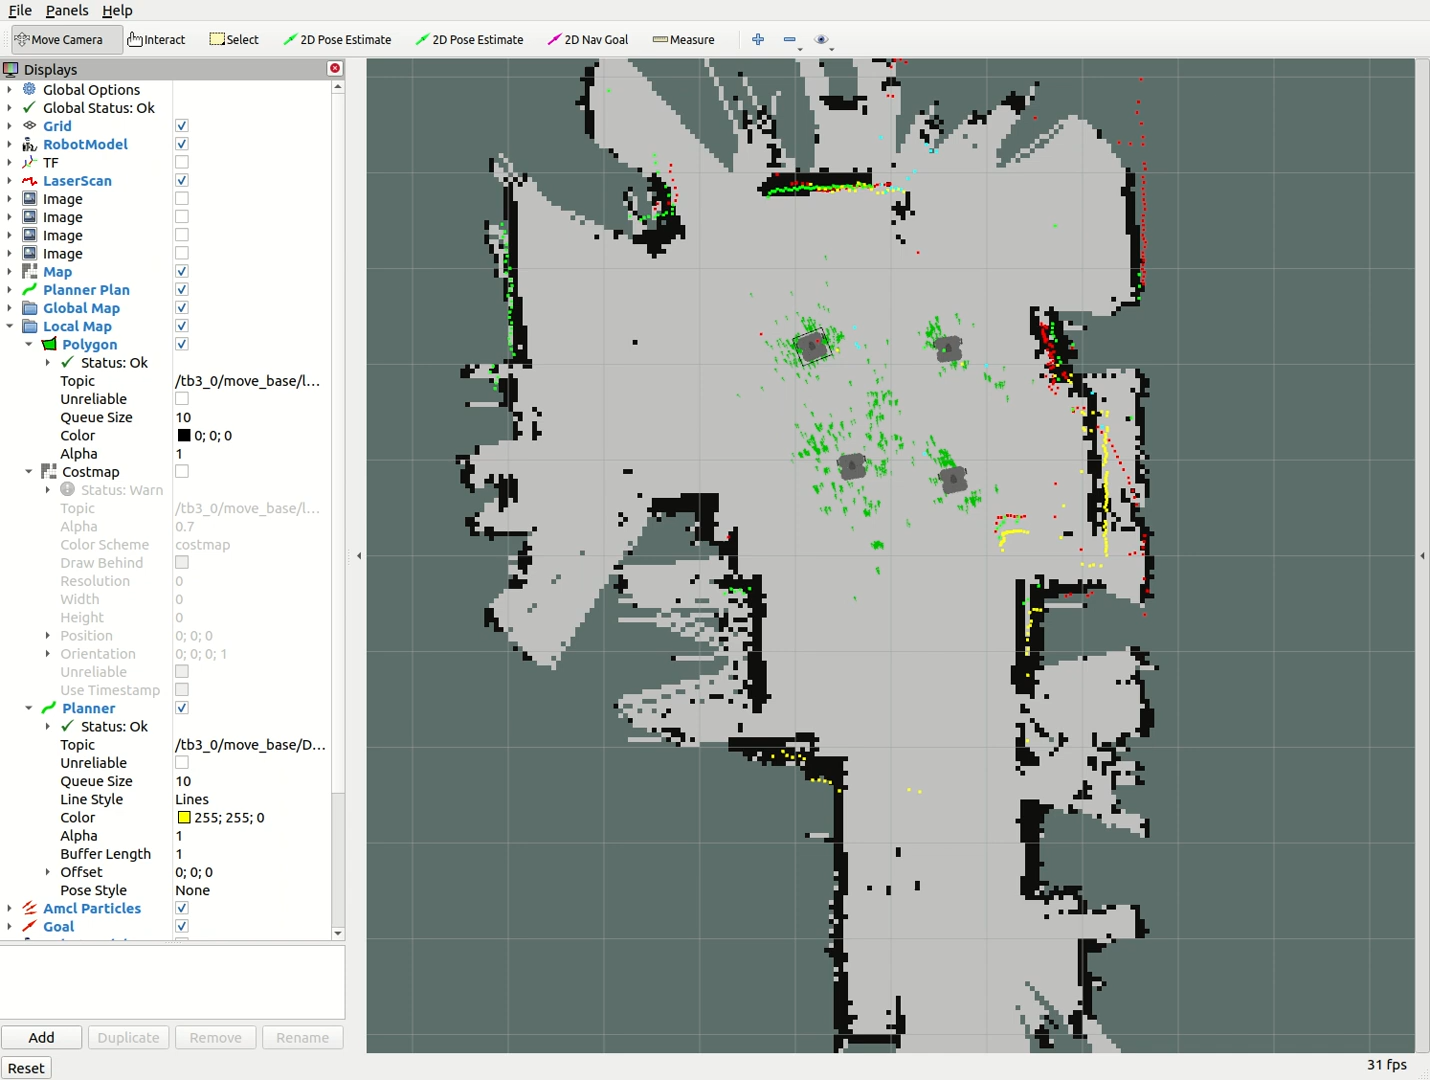 File Panels Help
Move Camera Interact Select 2D Pose Estimate 2D Pose Estimate 2D Nav Goal Measure
Displays
Global Options
Global Status: Ok
Grid
RobotModel
TF
LaserScan
Image
Image
Image
Image
Map
Planner Plan
Global Map
Local Map
Polygon
Status: Ok
Topic /tb3_0/move_base/l...
Unreliable
Queue Size 10
Color 0; 0; 0
Alpha 1
Costmap
Status: Warn
Topic /tb3_0/move_base/l...
Alpha 0.7
Color Scheme costmap
Draw Behind
Resolution 0
Width 0
Height 0
Position 0; 0; 0
Orientation 0; 0; 0; 1
Unreliable
Use Timestamp
Planner
Status: Ok
Topic /tb3_0/move_base/D...
Unreliable
Queue Size 10
Line Style Lines
Color 255; 255; 0
Alpha 1
Buffer Length 1
Offset 0; 0; 0
Pose Style None
Amcl Particles
Goal
Add Duplicate Remove Rename
Reset
31 fps